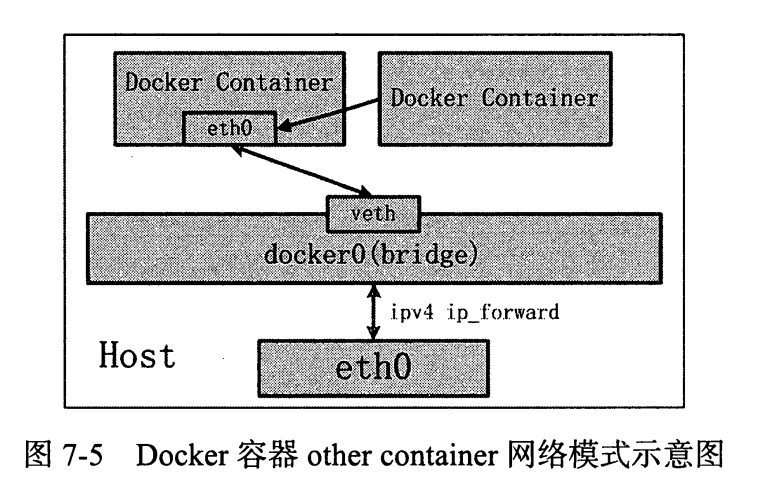 Docker Container
Docker Container
eth0
veth
docker0(bridge)
ipv4 ip_forward
Host
eth0
图 7-5 Docker 容器 other container 网络模式示意图